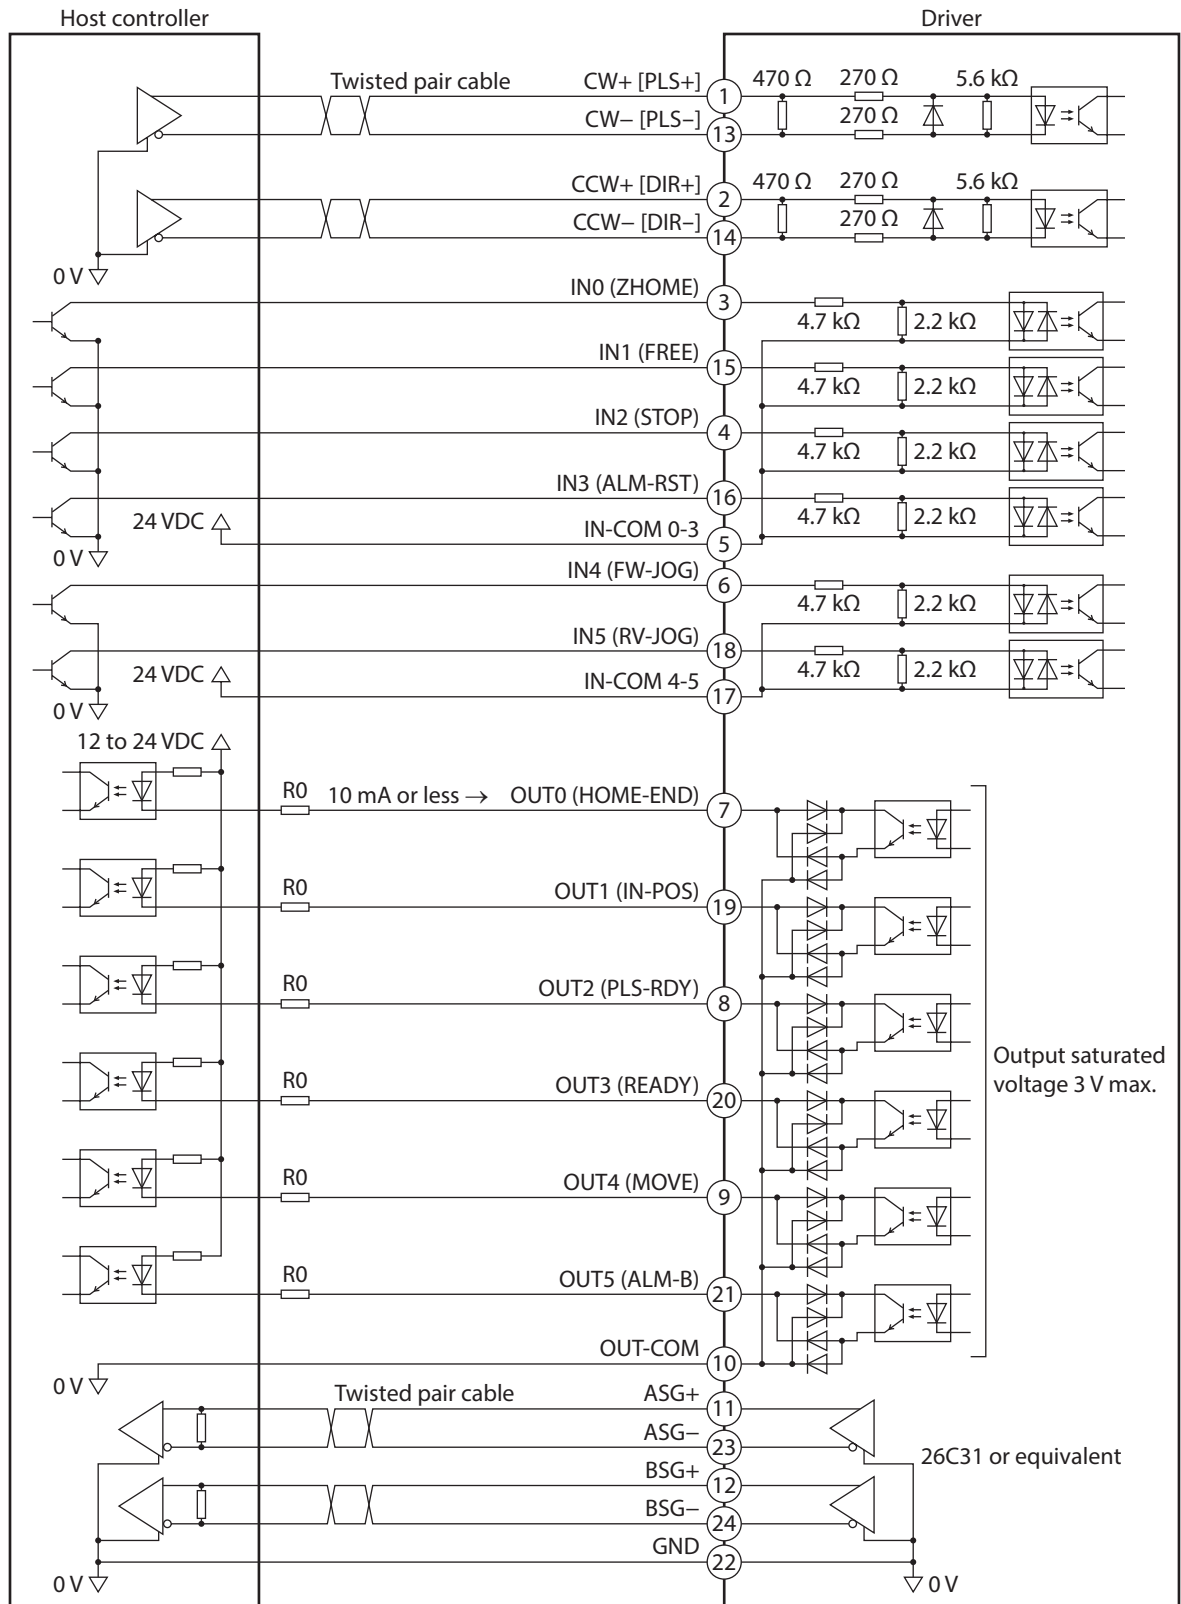 Host controller
Driver
Twisted pair cable
CW+ [PLS+]
1
470 Ω
270 Ω
5.6 kΩ
CW− [PLS−]
13
270 Ω
CCW+ [DIR+]
2
470 Ω
270 Ω
5.6 kΩ
CCW− [DIR−]
14
270 Ω
0 V
IN0 (ZHOME)
3
4.7 kΩ
2.2 kΩ
IN1 (FREE)
15
4.7 kΩ
2.2 kΩ
IN2 (STOP)
4
4.7 kΩ
2.2 kΩ
IN3 (ALM-RST)
16
4.7 kΩ
2.2 kΩ
24 VDC
IN-COM 0-3
5
0 V
IN4 (FW-JOG)
6
4.7 kΩ
2.2 kΩ
IN5 (RV-JOG)
18
4.7 kΩ
2.2 kΩ
24 VDC
IN-COM 4-5
17
0 V
12 to 24 VDC
R0
10 mA or less →
OUT0 (HOME-END)
7
R0
OUT1 (IN-POS)
19
R0
OUT2 (PLS-RDY)
8
Output saturated
voltage 3 V max.
R0
OUT3 (READY)
20
R0
OUT4 (MOVE)
9
R0
OUT5 (ALM-B)
21
OUT-COM
10
0 V
Twisted pair cable
ASG+
11
ASG−
23
26C31 or equivalent
BSG+
12
BSG−
24
GND
22
0 V
0 V